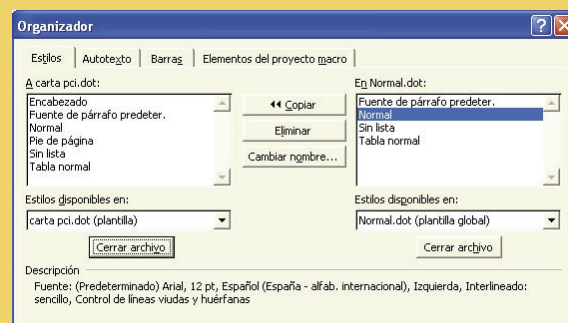 Organizador
Estilos Autotexto Barras Elementos del proyecto macro
A carta pci.dot:
Encabezado
Fuente de párrafo predeter.
Normal
Pie de página
Sin lista
Tabla normal
Copiar
Eliminar
Cambiar nombre...
En Normal.dot:
Fuente de párrafo predeter.
Normal
Sin lista
Tabla normal
Estilos disponibles en:
carta pci.dot (plantilla)
Cerrar archivo
Estilos disponibles en:
Normal.dot (plantilla global)
Cerrar archivo
Descripción
Fuente: (Predeterminado) Arial, 12 pt, Español (España - alfab. internacional), Izquierda, Interlineado:
sencillo, Control de líneas viudas y huérfanas